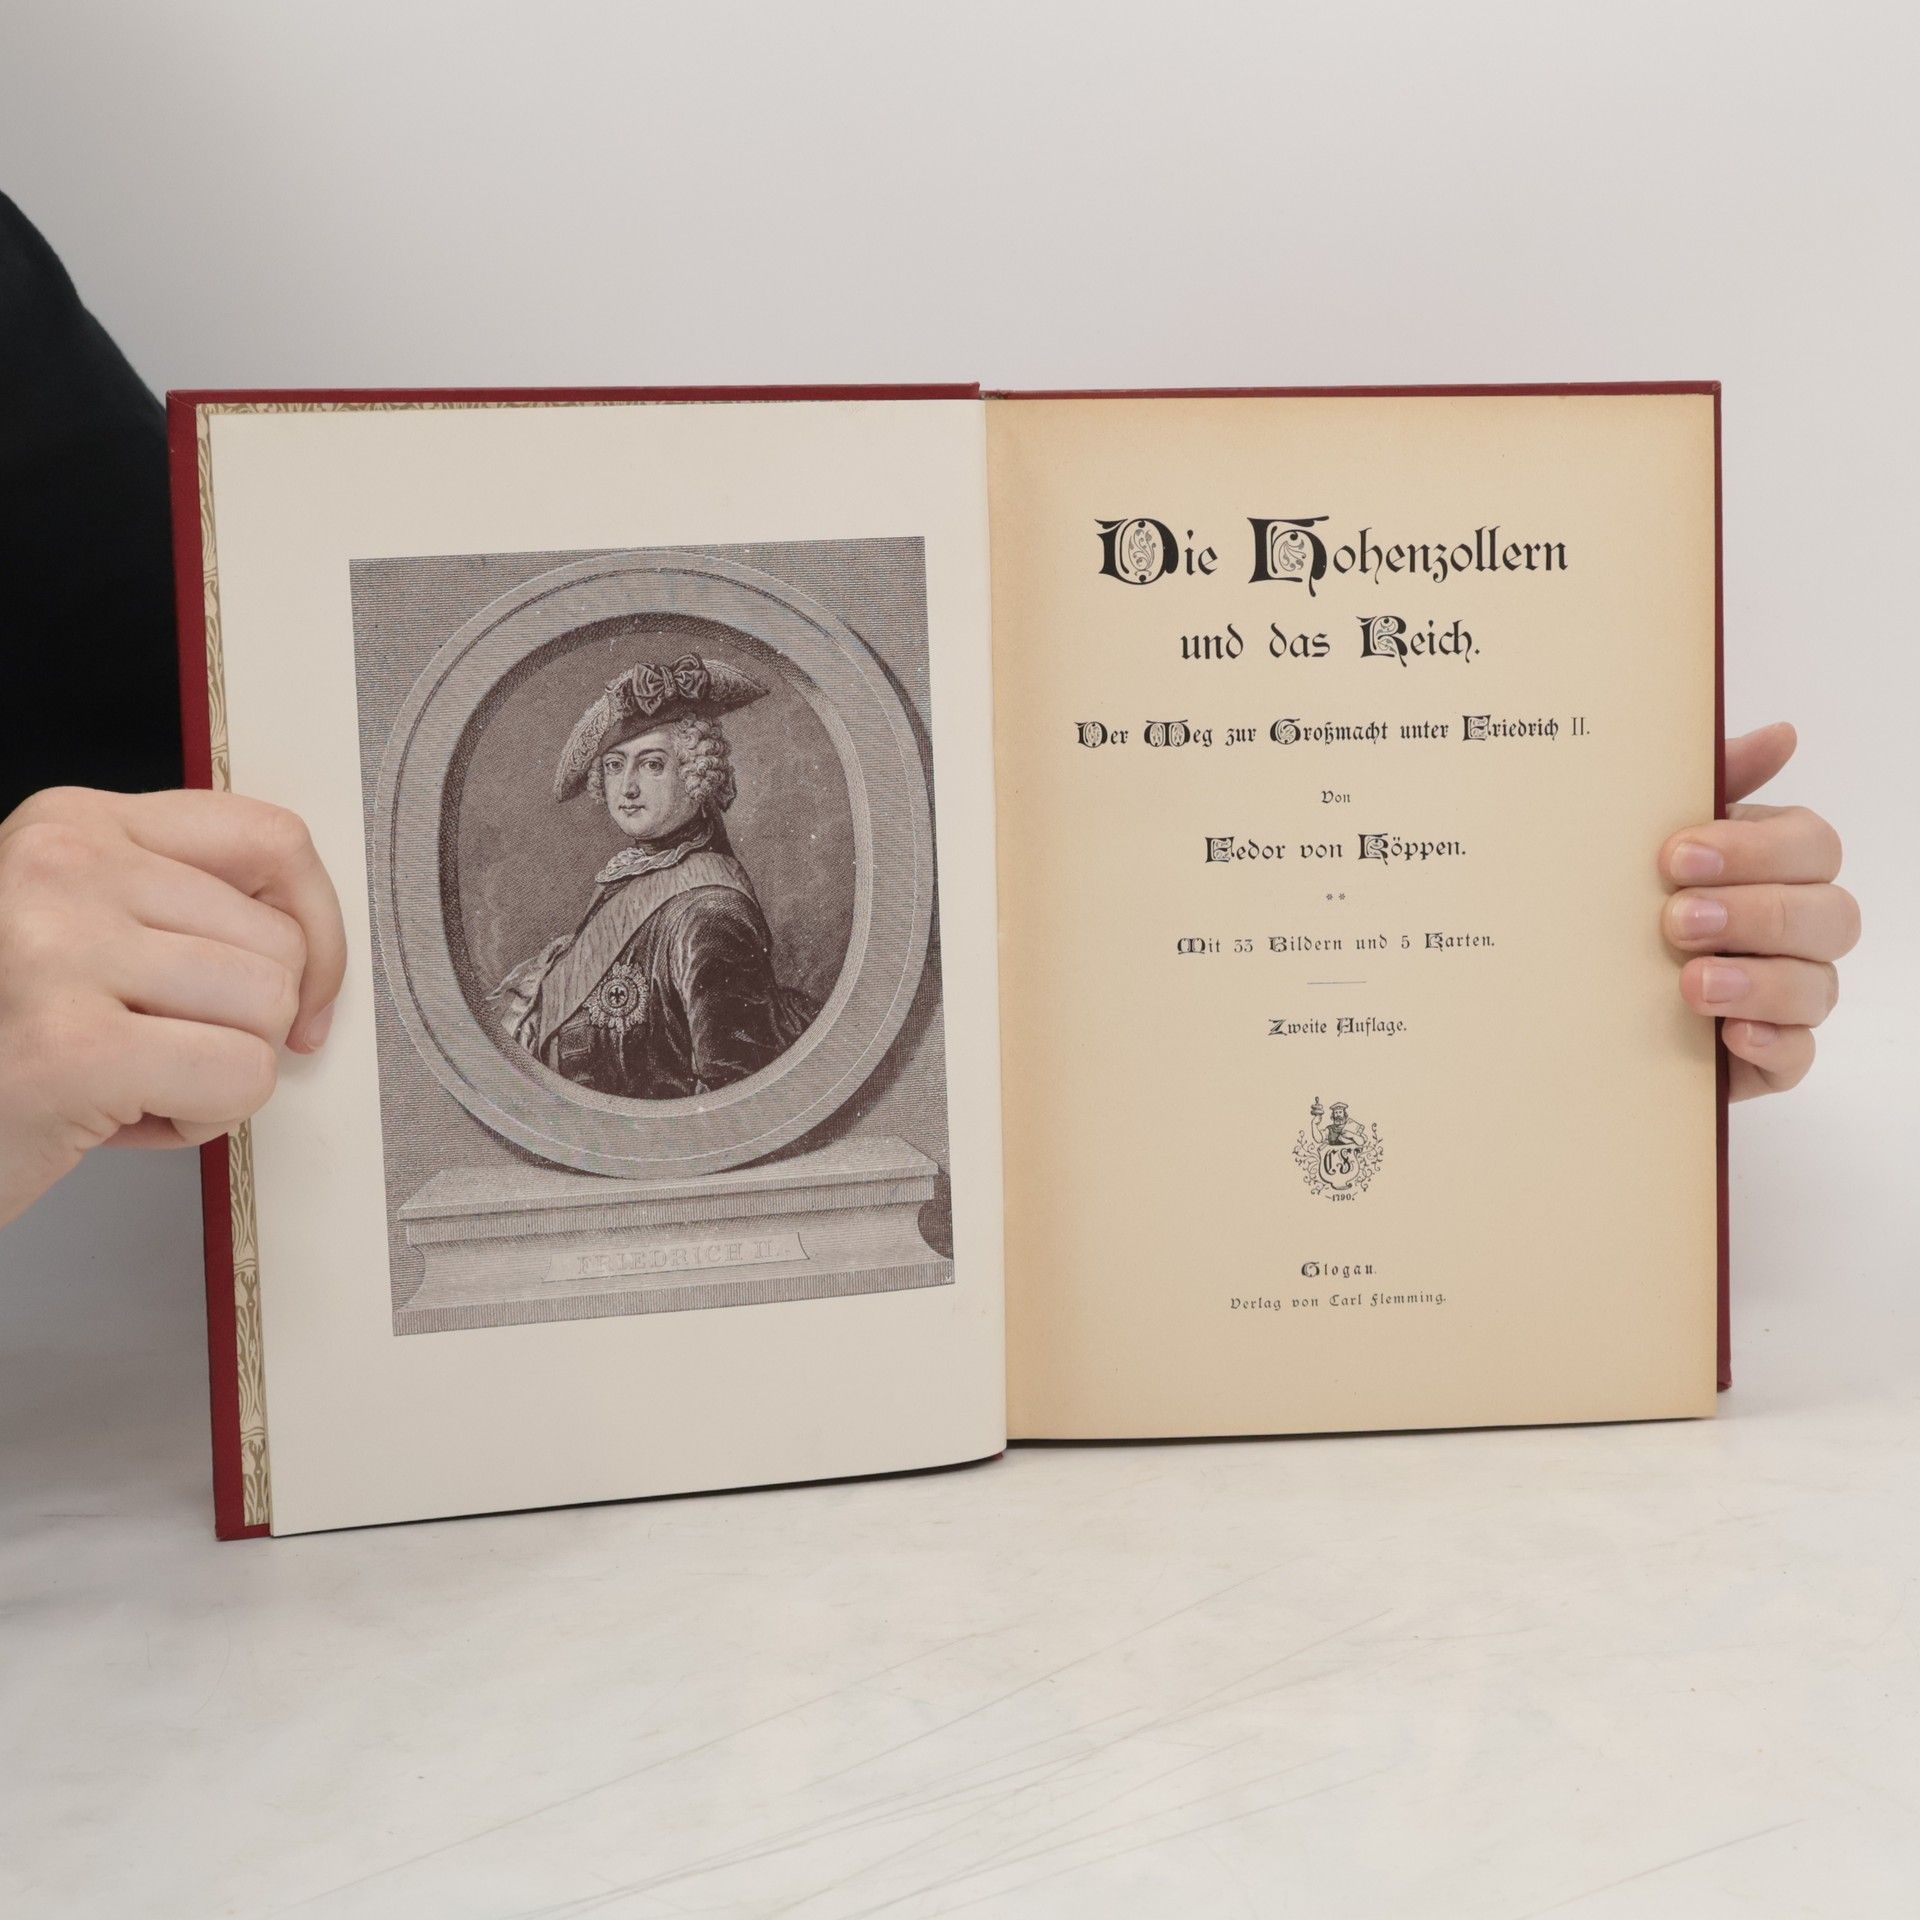 FRIEDRICH II.
Die Hohenzollern
und das Reich.
Der Weg zur Großmacht unter Friedrich II.
Von
Fedor von Köppen.
* *
Mit 33 Bildern und 5 Karten.
Zweite Auflage.
C. F.
1790.
Glogau.
Verlag von Carl Flemming.